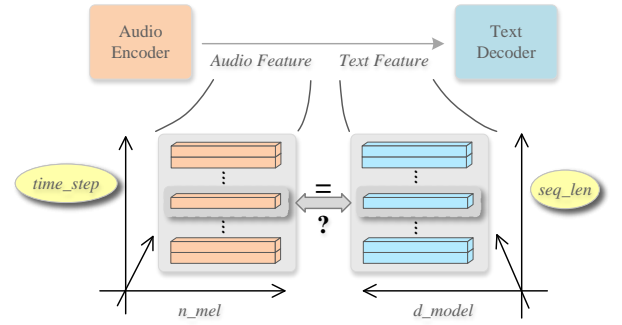 Audio
Encoder
Text
Decoder
Audio Feature
Text Feature
time_step
=
?
seq_len
n_mel
d_model